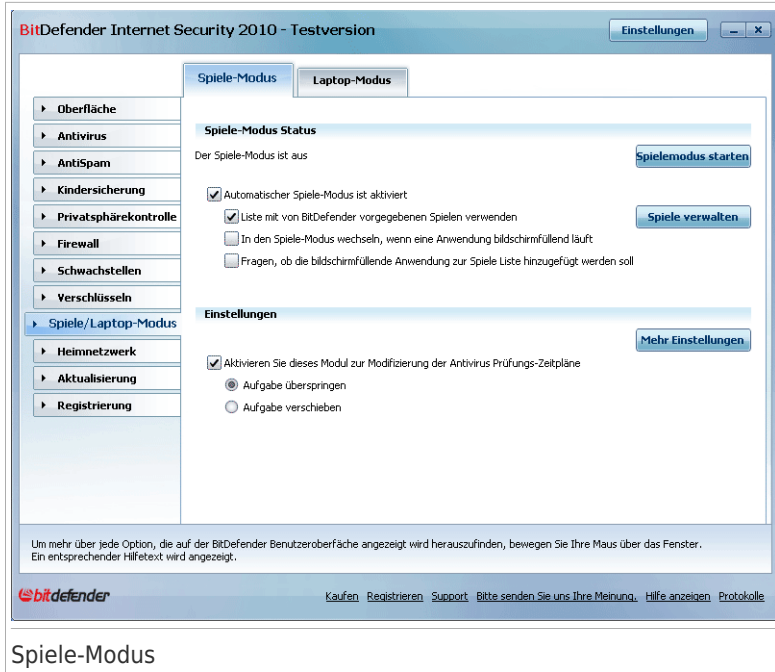 BitDefender Internet Security 2010 - Testversion
Einstellungen
Spiele-Modus
Laptop-Modus
Oberfläche
Antivirus
AntiSpam
Kindersicherung
Privatsphärekontrolle
Firewall
Schwachstellen
Verschlüsseln
Spiele/Laptop-Modus
Heimnetzwerk
Aktualisierung
Registrierung
Spiele-Modus Status
Der Spiele-Modus ist aus
Spielemodus starten
Automatischer Spiele-Modus ist aktiviert
Liste mit von BitDefender vorgegebenen Spielen verwenden
Spiele verwalten
In den Spiele-Modus wechseln, wenn eine Anwendung bildschirmfüllend läuft
Fragen, ob die bildschirmfüllende Anwendung zur Spiele Liste hinzugefügt werden soll
Einstellungen
Mehr Einstellungen
Aktivieren Sie dieses Modul zur Modifizierung der Antivirus Prüfungs-Zeitpläne
Aufgabe überspringen
Aufgabe verschieben
Um mehr über jede Option, die auf der BitDefender Benutzeroberfäche angezeigt wird herauszufinden, bewegen Sie Ihre Maus über das Fenster.
Ein entsprechender Hilfetext wird angezeigt.
bitdefender
Kaufen Registrieren Support Bitte senden Sie uns Ihre Meinung. Hilfe anzeigen Protokolle
Spiele-Modus